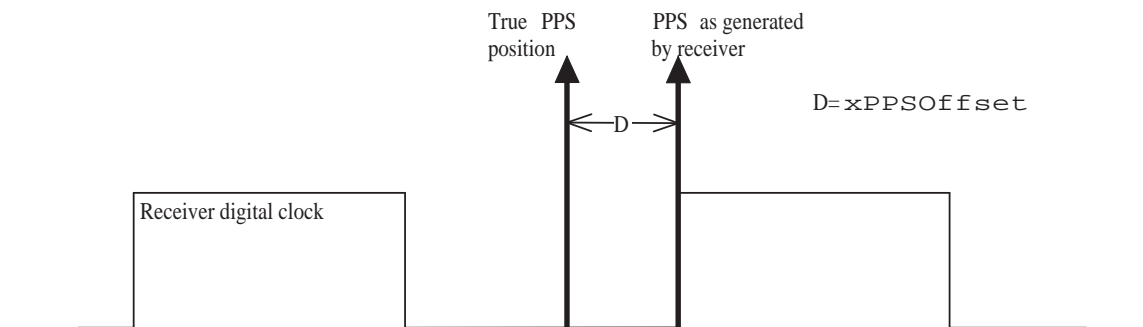 True PPS
position
PPS as generated
by receiver
D=xPPSOffset
D
Receiver digital clock